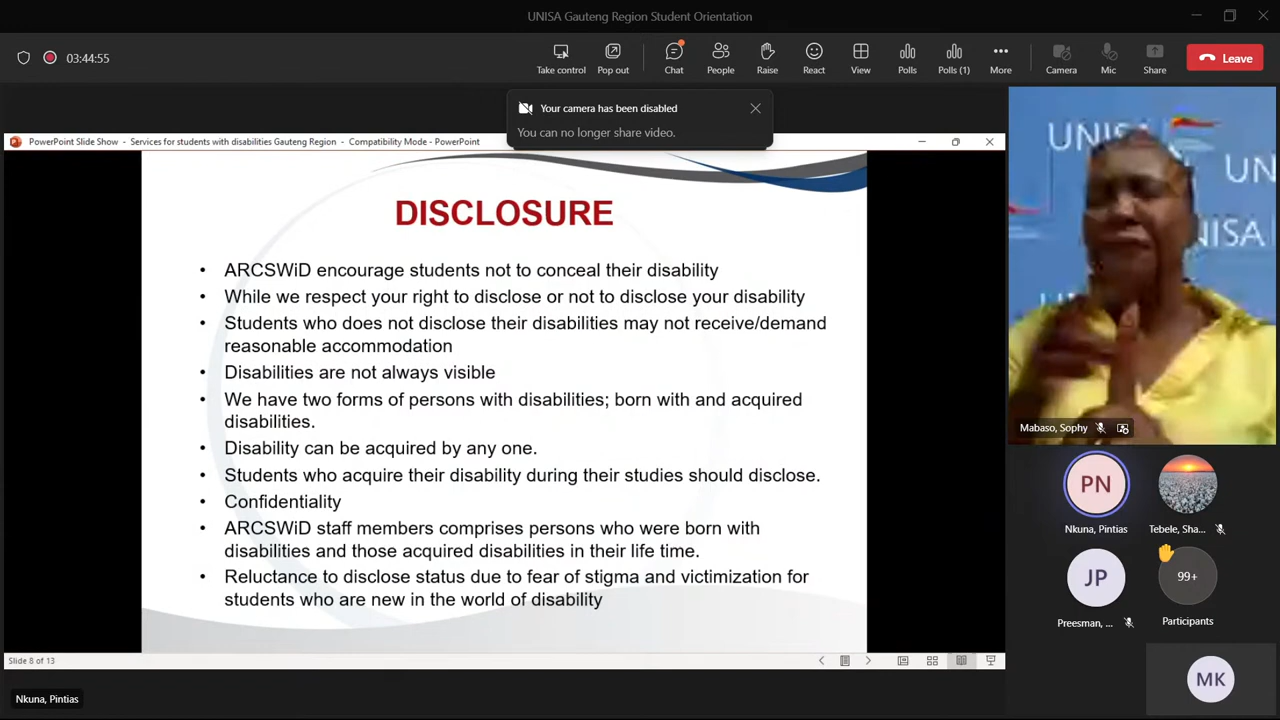 UNISA Gauteng Region Student Orientation
03:44:55
Take control
Pop out
Chat
People
Raise
React
View
Polls
Polls (1)
More
Camera
Mic
Share
Leave
Your camera has been disabled
You can no longer share video.
PowerPoint Slide Show - Services for students with disabilities Gauteng Region - Compatibility Mode - PowerPoint
DISCLOSURE
• ARCSWiD encourage students not to conceal their disability
• While we respect your right to disclose or not to disclose your disability
• Students who does not disclose their disabilities may not receive/demand
reasonable accommodation
• Disabilities are not always visible
• We have two forms of persons with disabilities; born with and acquired
disabilities.
• Disability can be acquired by any one.
• Students who acquire their disability during their studies should disclose.
• Confidentiality
• ARCSWiD staff members comprises persons who were born with
disabilities and those acquired disabilities in their life time.
• Reluctance to disclose status due to fear of stigma and victimization for
students who are new in the world of disability
Slide 8 of 13
Nkuna, Pintias
UNIS
UN
NISA
Mabaso, Sophy
PN
Nkuna, Pintias
Tebele, Sha...
JP
Preesman, ...
99+
Participants
MK